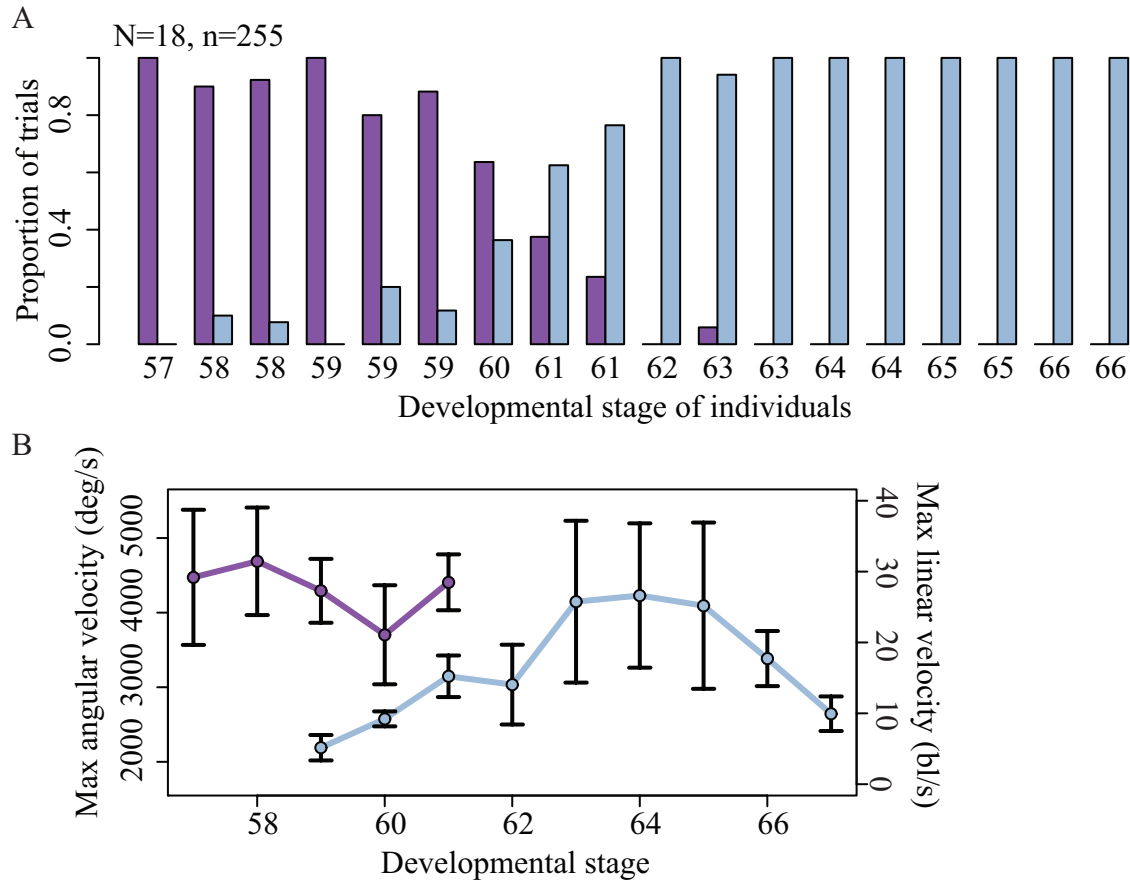 A
N=18, n=255
Proportion of trials
0.0 0.4 0.8
57 58 58 59 59 59 60 61 61 62 63 63 64 64 65 65 66 66
Developmental stage of individuals
B
Max angular velocity (deg/s)
2000 3000 4000 5000
Max linear velocity (bl/s)
0 10 20 30 40
58 60 62 64 66
Developmental stage